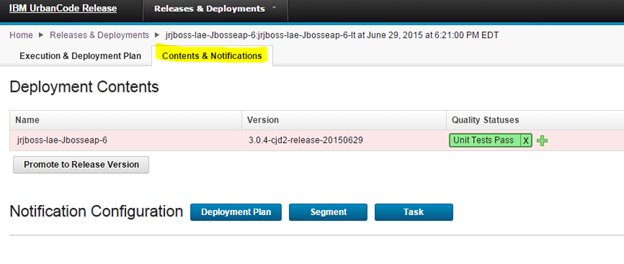 IBM UrbanCode Release Releases & Deployments
Home Releases & Deployments jrjboss-lae-Jbosseap-6:jrjboss-lae-Jbosseap-6-lt at June 29, 2015 at 6:21:00 PM EDT
Execution & Deployment Plan Contents & Notifications
Deployment Contents
Name Version Quality Statuses
jrjboss-lae-Jbosseap-6 3.0.4-cjd2-release-20150629 Unit Tests Pass X
Promote to Release Version
Notification Configuration Deployment Plan Segment Task